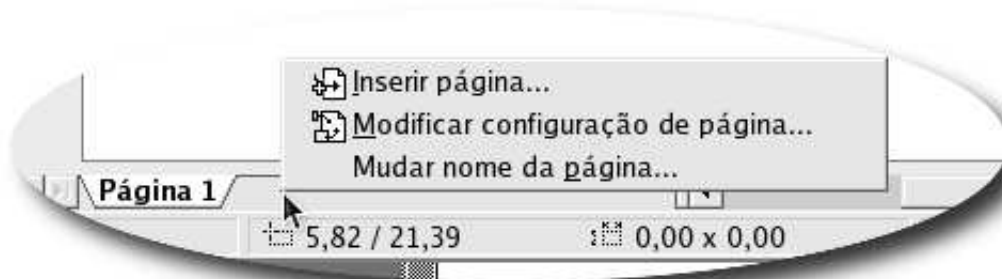 Inserir página...
Modificar configuração de página...
Mudar nome da página...
Página 1
5,82 / 21,39 0,00 x 0,00